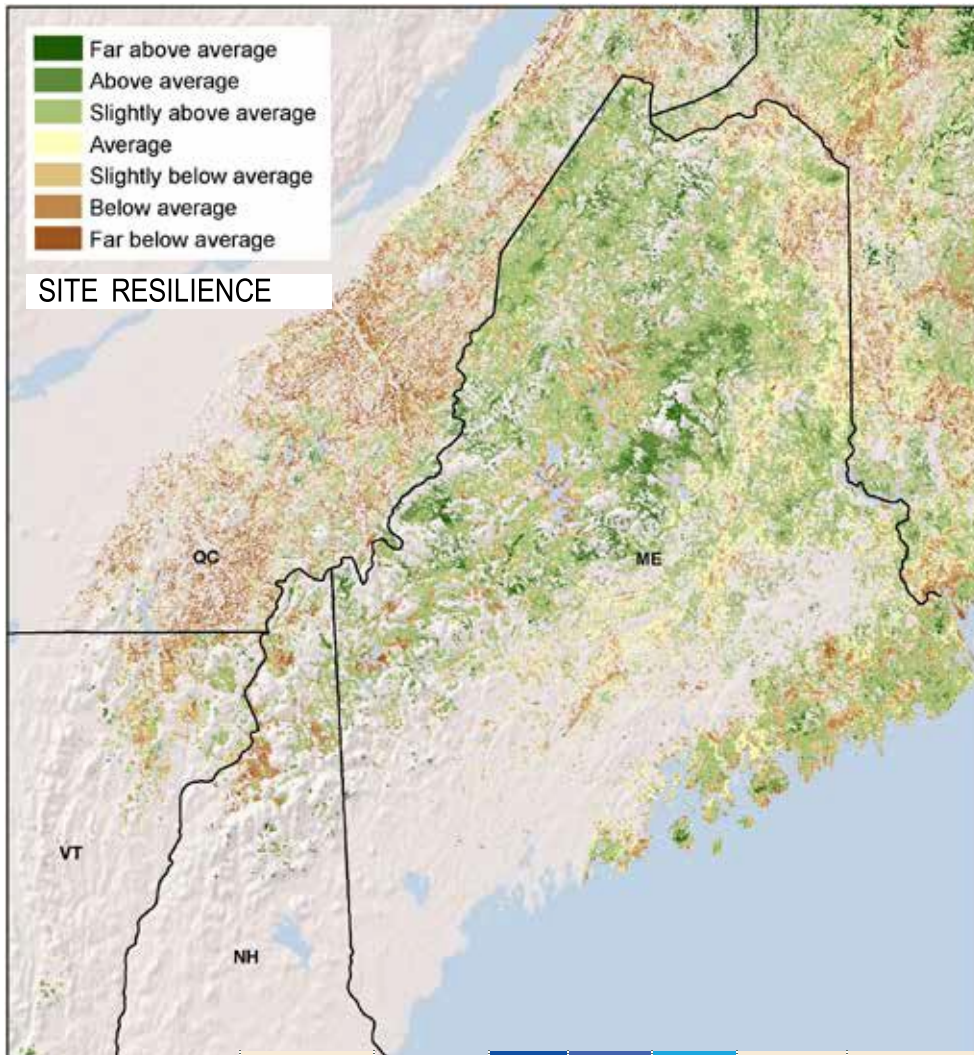 Far above average
Above average
Slightly above average
Average
Slightly below average
Below average
Far below average
SITE RESILIENCE
QC
ME
VT
NH